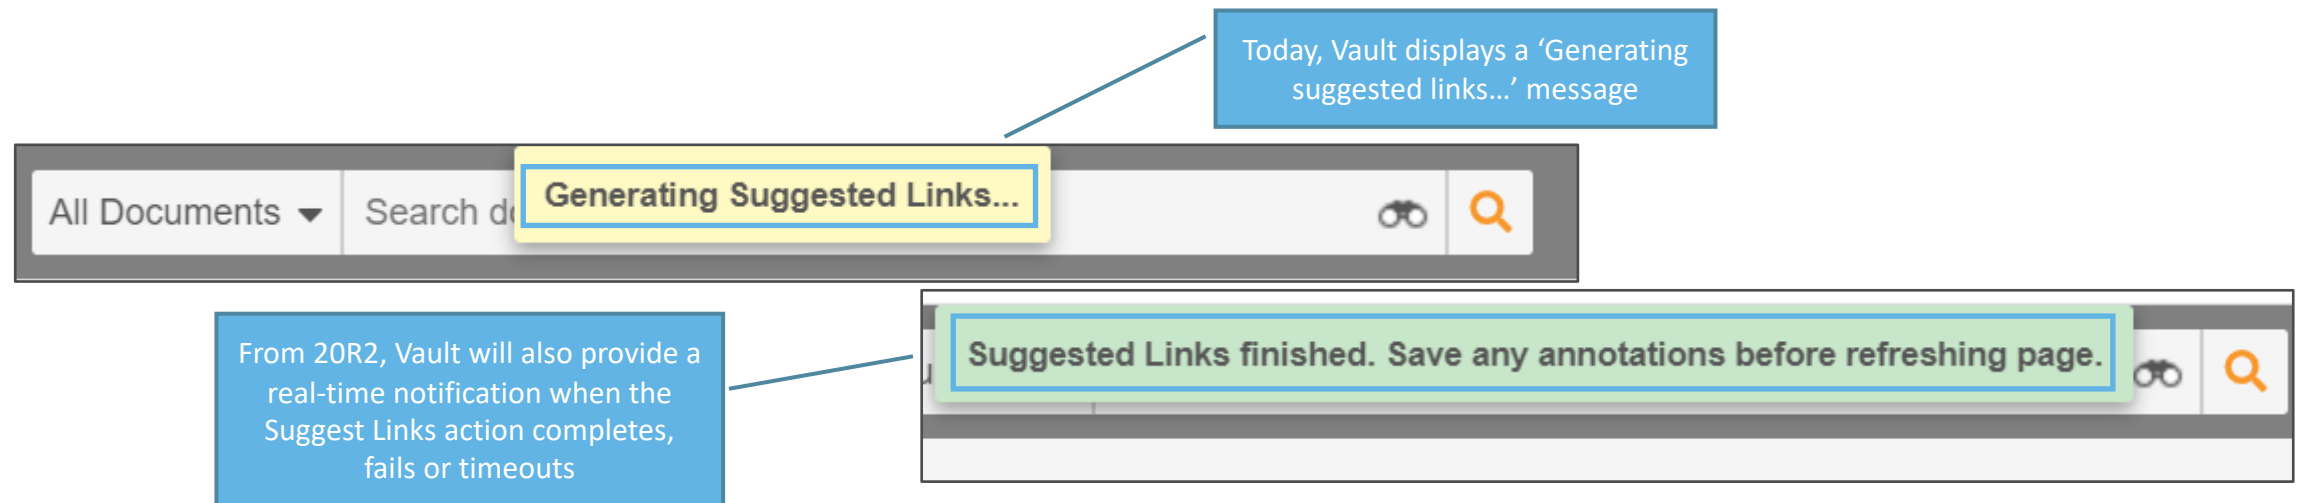 Today, Vault displays a ‘Generating
suggested links…’ message
All Documents
Search do
Generating Suggested Links...
From 20R2, Vault will also provide a
real-time notification when the
Suggest Links action completes,
fails or timeouts
Suggested Links finished. Save any annotations before refreshing page.